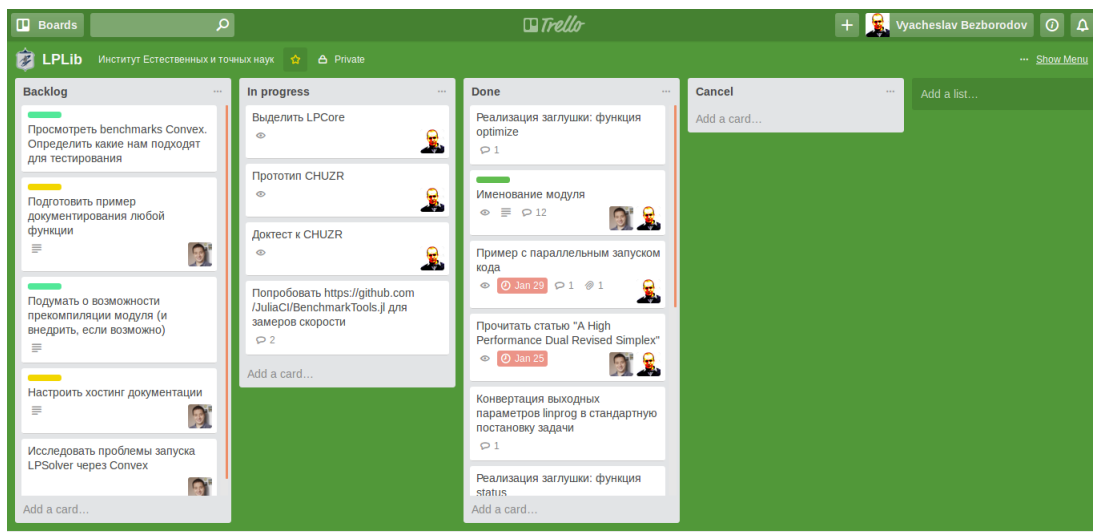 Boards
Trello
Vyacheslav Bezborodov
LPLib
Институт Естественных и точных наук
Private
... Show Menu
Backlog
Просмотреть benchmarks Convex.
Определить какие нам подходят
для тестирования
Подготовить пример
документирования любой
функции
Подумать о возможности
прекомпиляции модуля (и
внедрить, если возможно)
Настроить хостинг документации
Исследовать проблемы запуска
LPSolver через Convex
Add a card…
In progress
Выделить LPCore
Прототип CHUZR
Доктест к CHUZR
Попробовать https://github.com
/JuliaCI/BenchmarkTools.jl для
замеров скорости
2
Add a card…
Done
Реализация заглушки: функция
optimize
1
Именование модуля
12
Пример с параллельным запуском
кода
Jan 29 1 1
Прочитать статью "A High
Performance Dual Revised Simplex"
Jan 25
Конвертация выходных
параметров linprog в стандартную
постановку задачи
1
Реализация заглушки: функция
status
Add a card…
Cancel
Add a card…
Add a list…